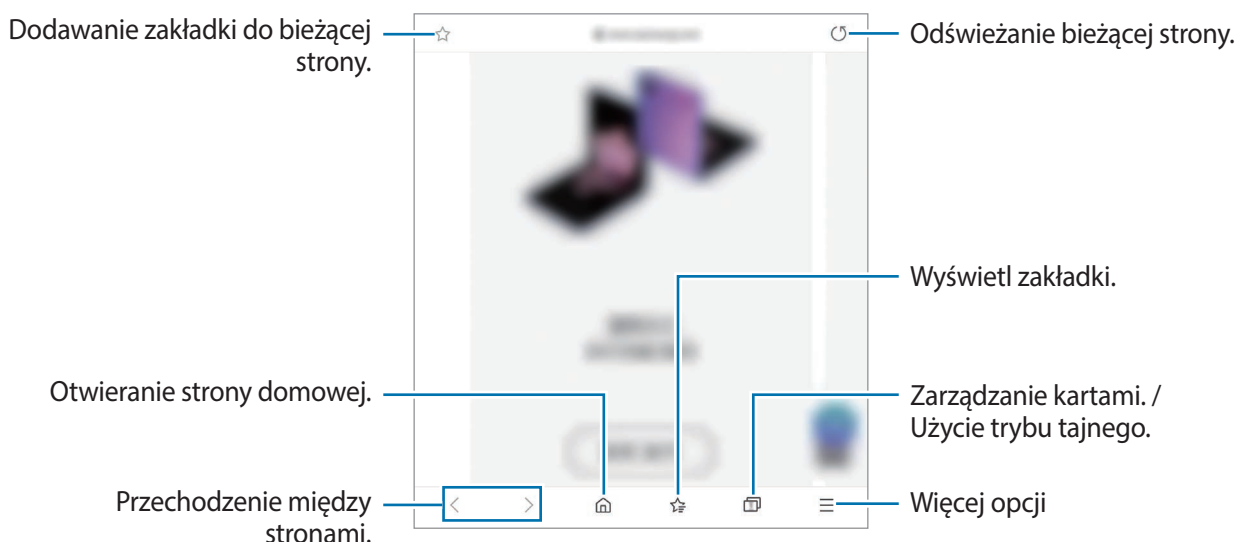 Dodawanie zakładki do bieżącej
strony.
Odświeżanie bieżącej strony.
Wyświetl zakładki.
Otwieranie strony domowej.
Zarządzanie kartami. /
Użycie trybu tajnego.
Przechodzenie między
stronami.
Więcej opcji